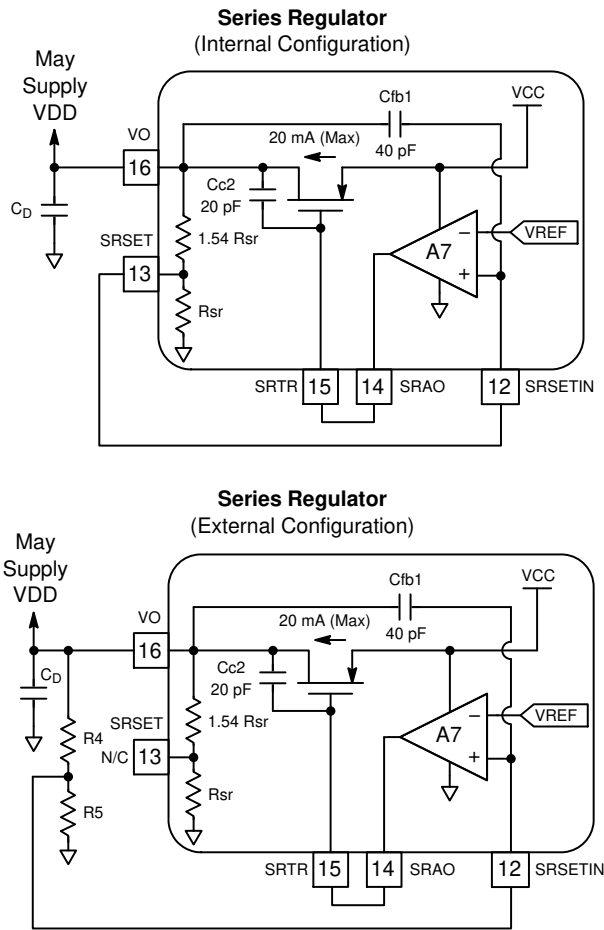 Series Regulator
(Internal Configuration)
May
Supply
VDD
VO
16
CD
SRSET
13
Cfb1
40 pF
VCC
20 mA (Max)
Cc2
20 pF
1.54 Rsr
Rsr
A7
−
+
VREF
SRTR
15
14
SRAO
12
SRSETIN
Series Regulator
(External Configuration)
May
Supply
VDD
VO
16
CD
R4
R5
SRSET
N/C
13
Cfb1
40 pF
VCC
20 mA (Max)
Cc2
20 pF
1.54 Rsr
Rsr
A7
−
+
VREF
SRTR
15
14
SRAO
12
SRSETIN